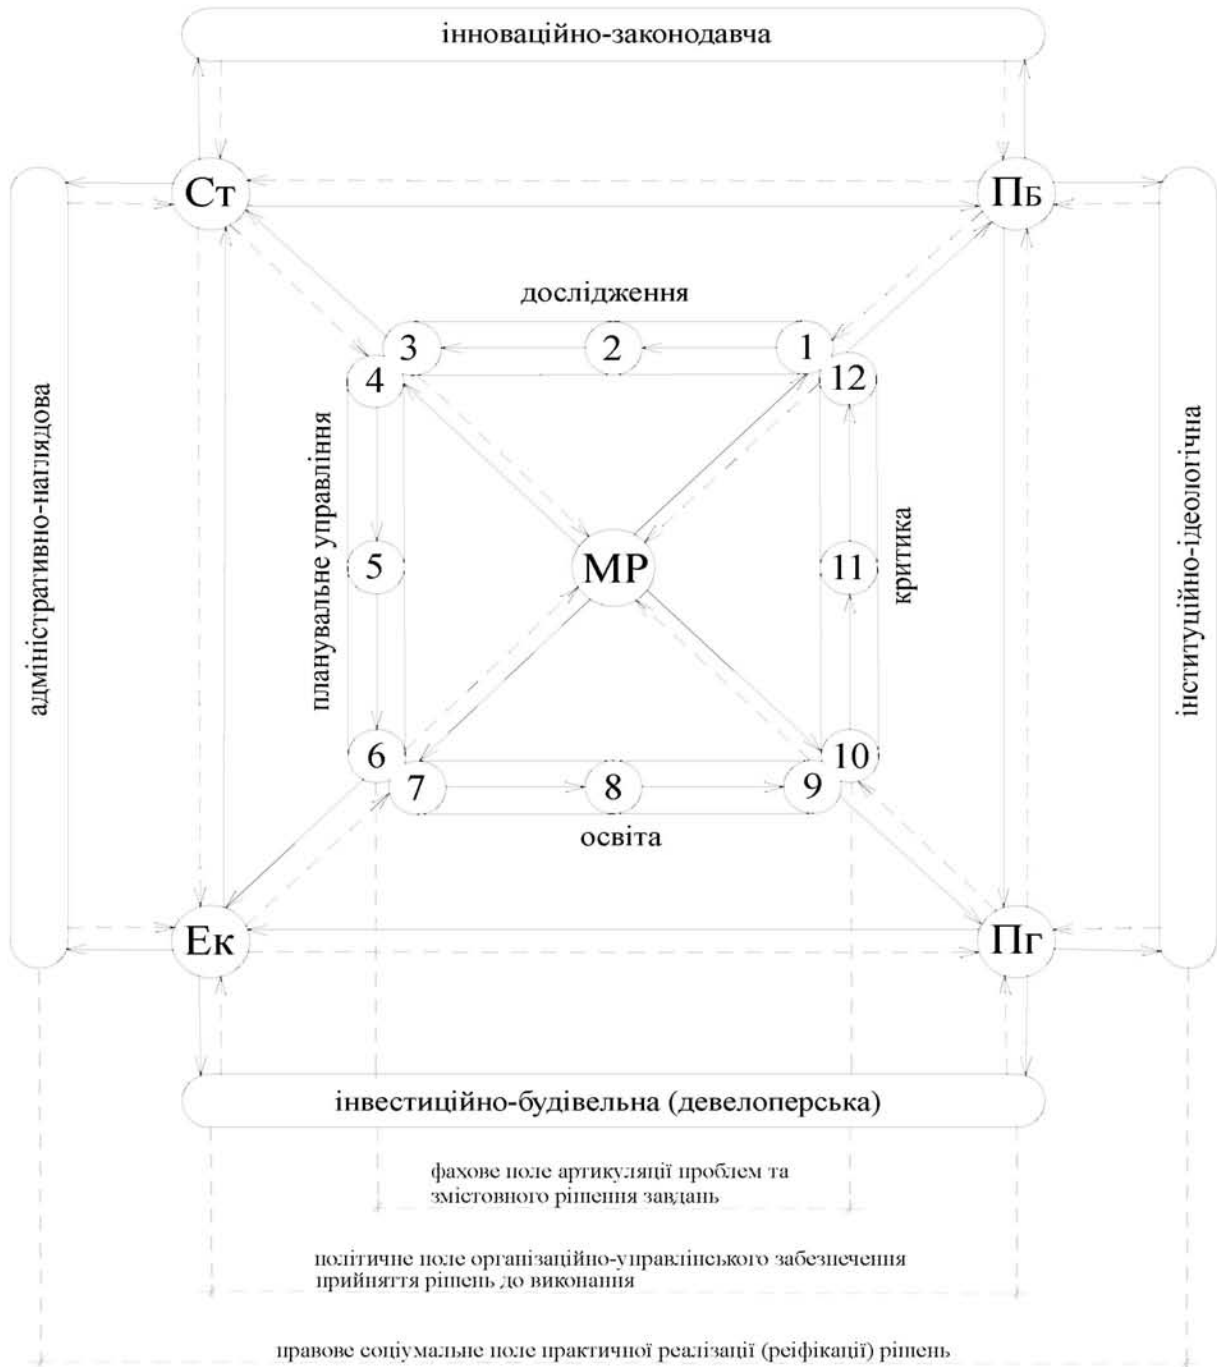 інноваційно-законодавча
Ст
ПБ
дослідження
3
2
1
4
12
адміністративно-наглядова
планувальне управління
5
МР
11
критика
інституційно-ідеологічна
6
10
7
8
9
освіта
Ек
Пг
інвестиційно-будівельна (девелоперська)
фахове поле артикуляції проблем та
змістовного рішення завдань
політичне поле організаційно-управлінського забезпечення
прийняття рішень до виконання
правове соціумальне поле практичної реалізації (реіфікації) рішень